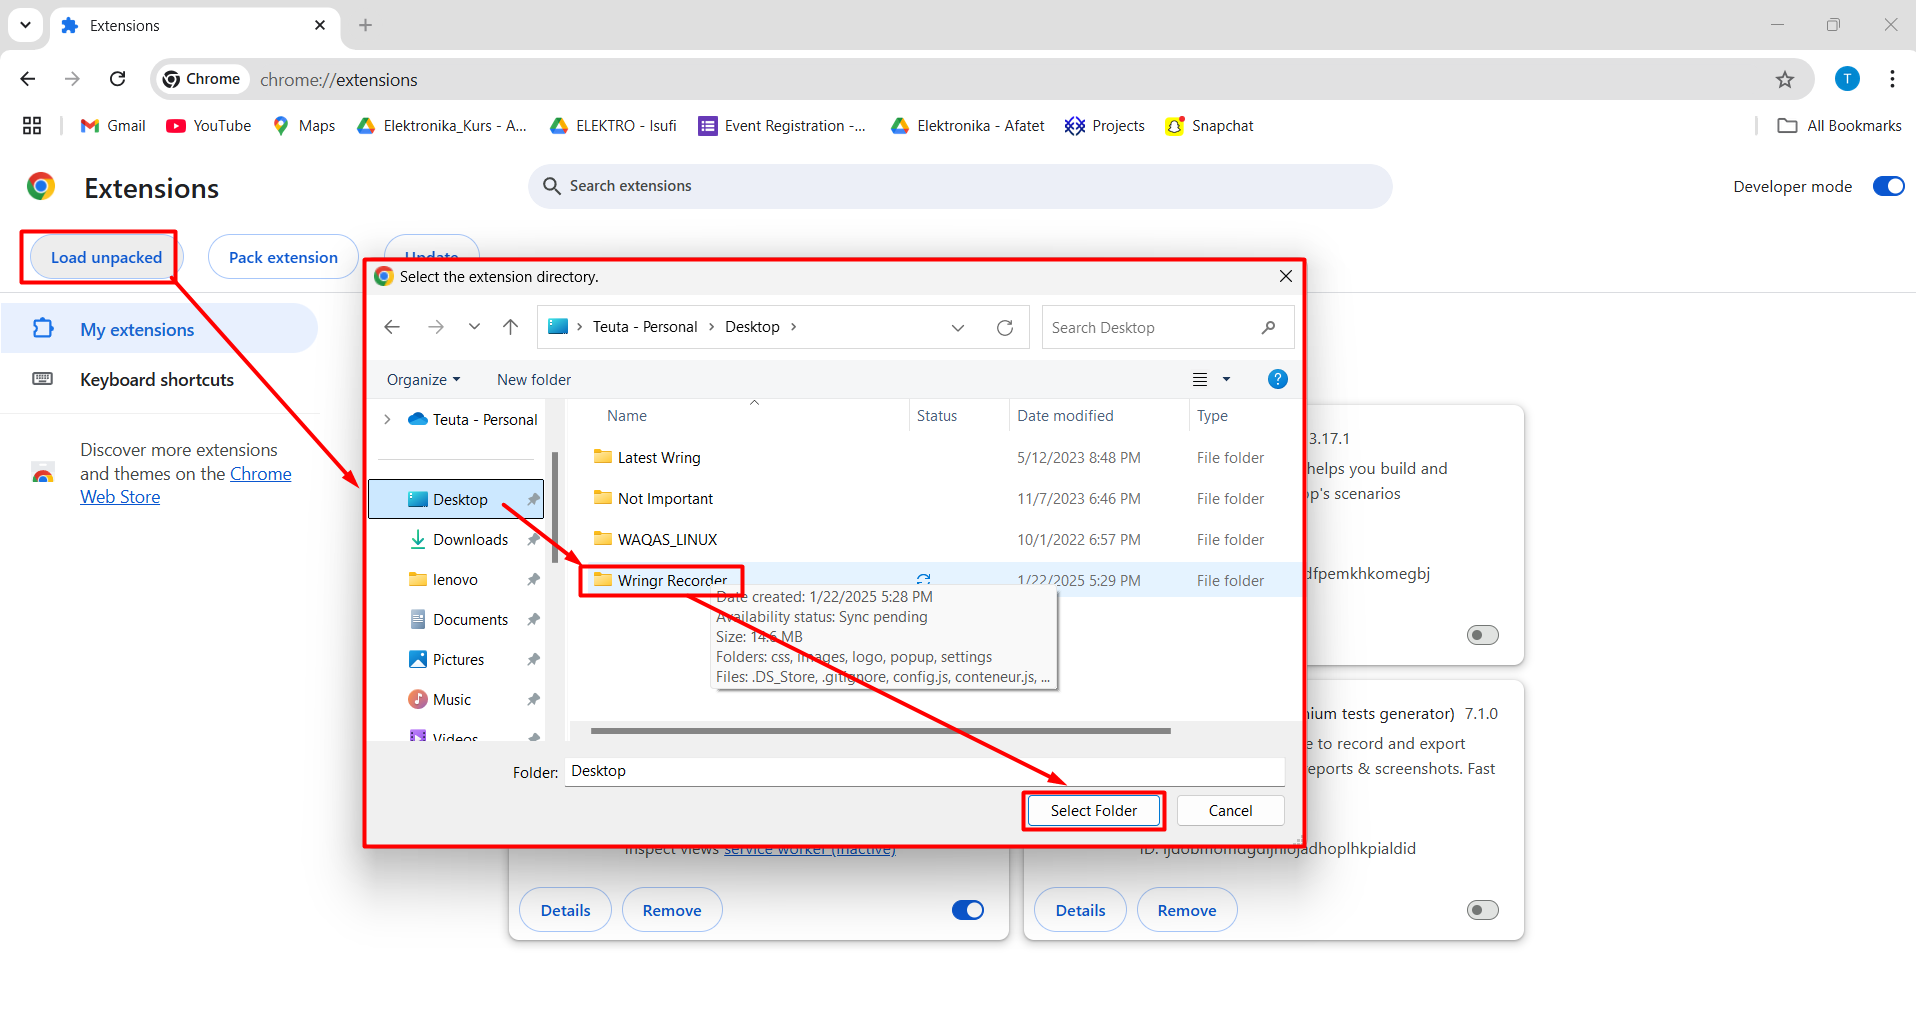 Extensions
Chrome
chrome://extensions
Gmail
YouTube
Maps
Elektronika_Kurs - A...
ELEKTRO - Isufi
Event Registration -...
Elektronika - Afatet
Projects
Snapchat
All Bookmarks
T
Extensions
Search extensions
Developer mode
Load unpacked
Pack extension
Update
My extensions
Keyboard shortcuts
Discover more extensions
and themes on the Chrome
Web Store
Select the extension directory.
Teuta - Personal
Desktop
Search Desktop
Organize
New folder
?
Teuta - Personal
Desktop
Downloads
lenovo
Documents
Pictures
Music
Videos
Name Status Date modified Type
Latest Wring 5/12/2023 8:48 PM File folder
Not Important 11/7/2023 6:46 PM File folder
WAQAS_LINUX 10/1/2022 6:57 PM File folder
Wringr Recorder 1/22/2025 5:29 PM File folder
Date created: 1/22/2025 5:28 PM
Availability status: Sync pending
Size: 14.6 MB
Folders: css, images, logo, popup, settings
Files: .DS_Store, .gitignore, config.js, conteneur.js, ...
Folder: Desktop
Select Folder
Cancel
3.17.1
helps you build and
op's scenarios
dfpemkhkomegbj
nium tests generator) 7.1.0
e to record and export
eports & screenshots. Fast
Inspect views service worker (Inactive)
Details
Remove
Details
Remove